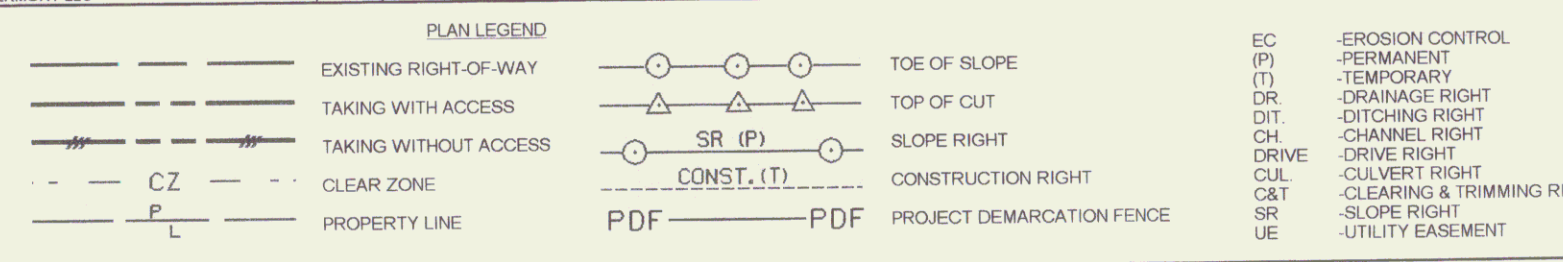 PLAN LEGEND
EXISTING RIGHT-OF-WAY
TAKING WITH ACCESS
TAKING WITHOUT ACCESS
CZ
CLEAR ZONE
P
L
PROPERTY LINE
TOE OF SLOPE
TOP OF CUT
SR (P)
SLOPE RIGHT
CONST.(T)
CONSTRUCTION RIGHT
PDF PDF
PROJECT DEMARCATION FENCE
EC -EROSION CONTROL
(P) -PERMANENT
(T) -TEMPORARY
DR. -DRAINAGE RIGHT
DIT. -DITCHING RIGHT
CH. -CHANNEL RIGHT
DRIVE -DRIVE RIGHT
CUL. -CULVERT RIGHT
C&T -CLEARING & TRIMMING
SR -SLOPE RIGHT
UE -UTILITY EASEMENT